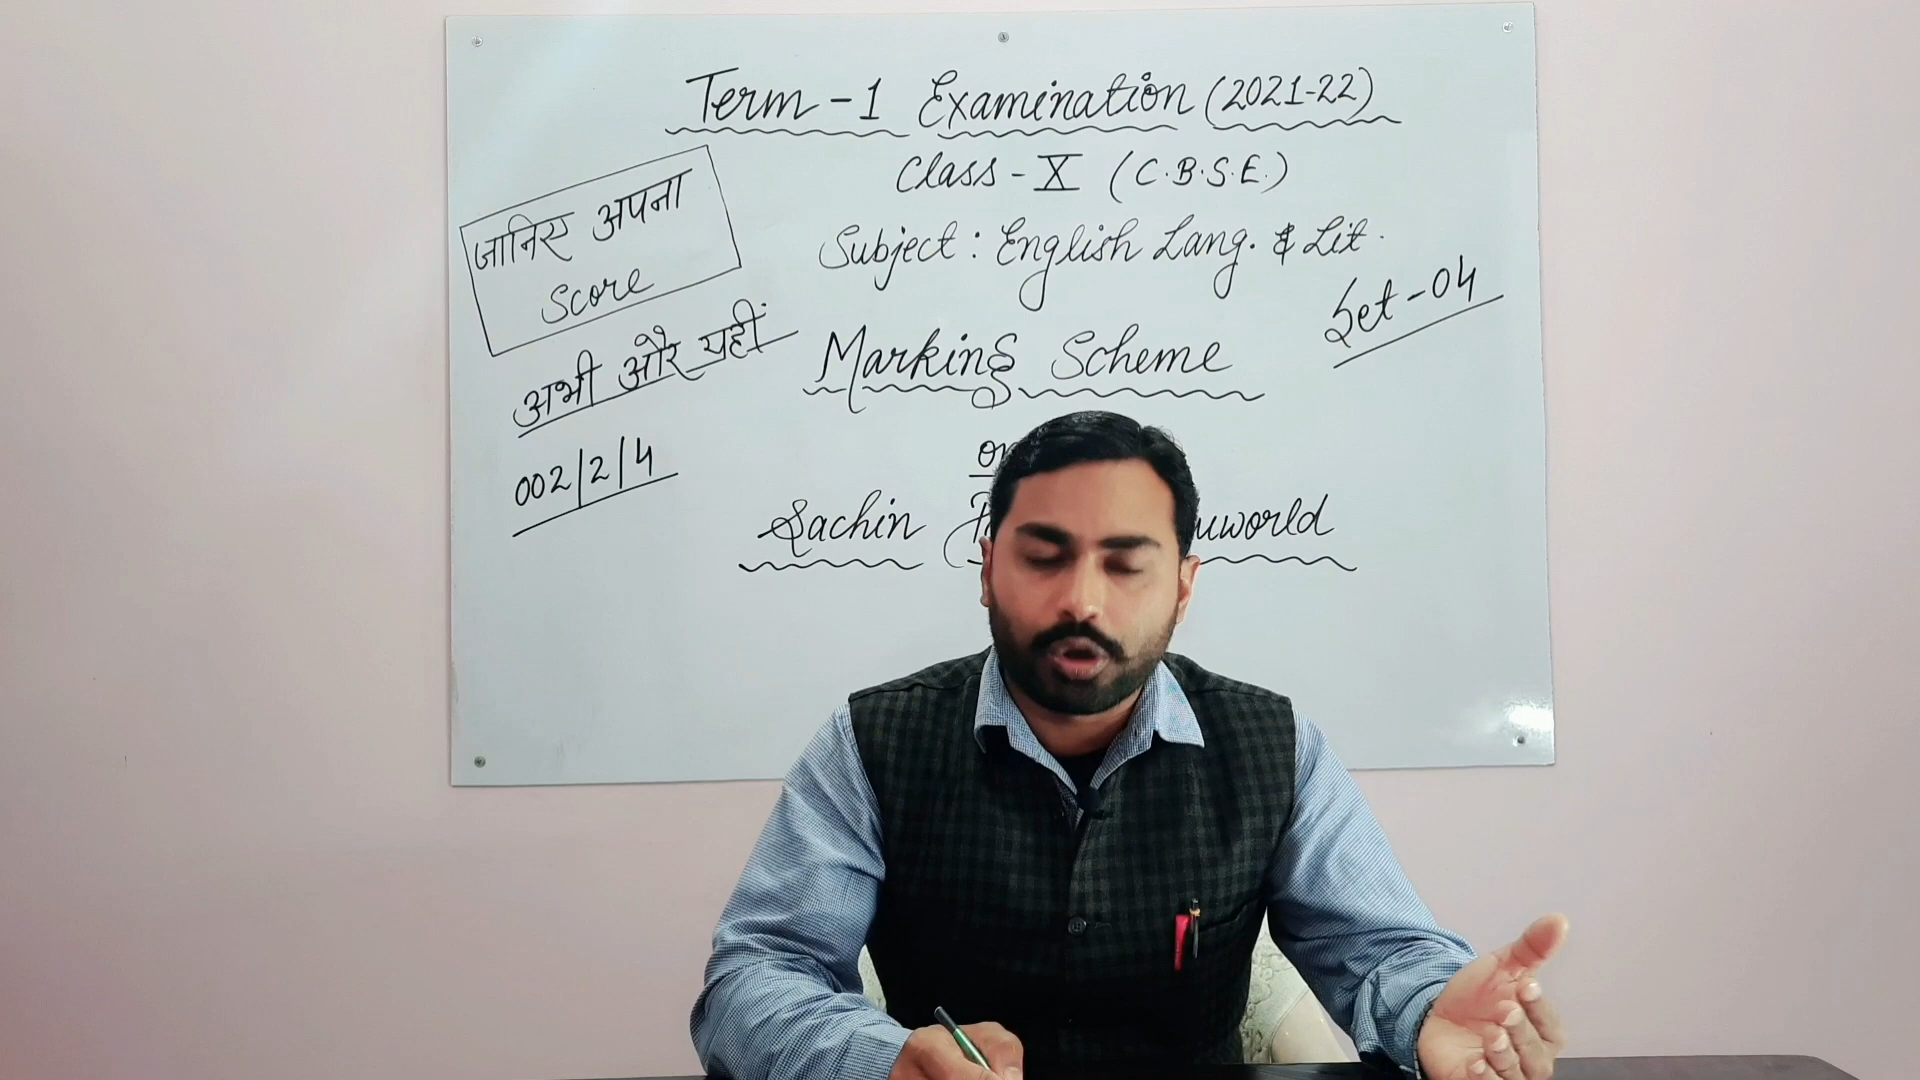 Term - 1 Examination (2021-22)
Class - X (C.B.S.E.)
Subject : English Lang. & Lit.
Set - 04
जानिए अपना
Score
अभी और यहीं
002/2/4
Marking Scheme
Sachin